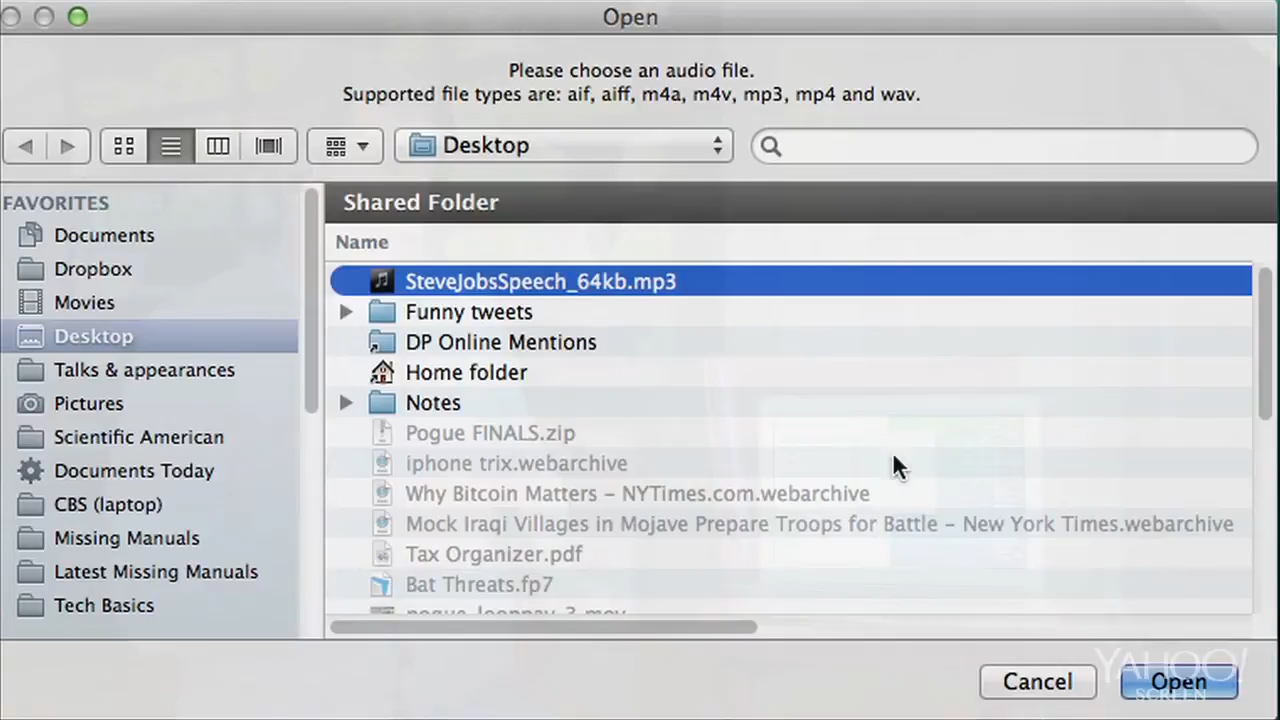 Open
Please choose an audio file.
Supported file types are: aif, aiff, m4a, m4v, mp3, mp4 and wav.
Desktop
FAVORITES
Documents
Dropbox
Movies
Desktop
Talks & appearances
Pictures
Scientific American
Documents Today
CBS (laptop)
Missing Manuals
Latest Missing Manuals
Tech Basics
Shared Folder
Name
SteveJobsSpeech_64kb.mp3
Funny tweets
DP Online Mentions
Home folder
Notes
Pogue FINALS.zip
iphone trix.webarchive
Why Bitcoin Matters – NYTimes.com.webarchive
Mock Iraqi Villages in Mojave Prepare Troops for Battle – New York Times.webarchive
Tax Organizer.pdf
Bat Threats.fp7
pogue_looppay_3.mov
Cancel
Open
YAHOO!
SCREEN